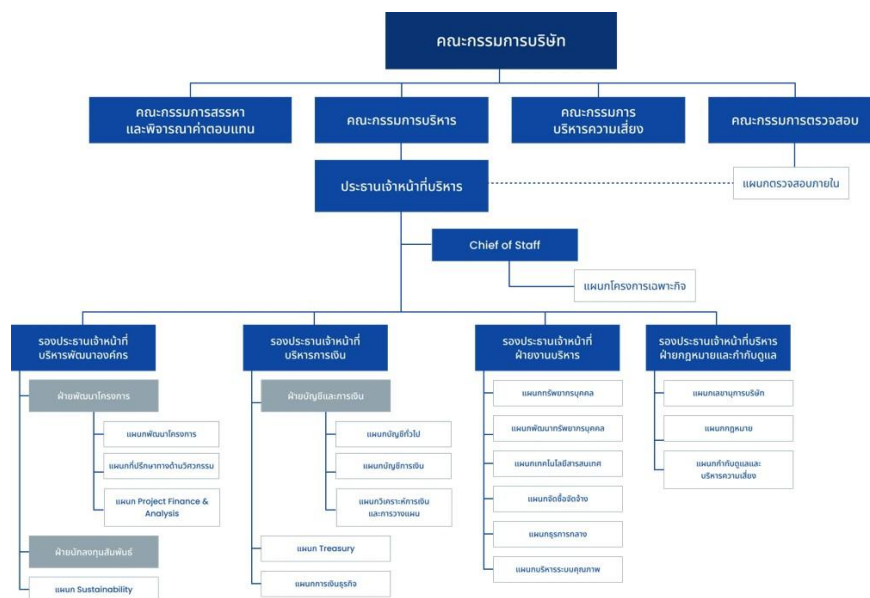 คณะกรรมการบริษัท
คณะกรรมการสรรหา
และพิจารณาค่าตอบแทน
คณะกรรมการบริหาร
คณะกรรมการ
บริหารความเสี่ยง
คณะกรรมการตรวจสอบ
ประธานเจ้าหน้าที่บริหาร
แผนกตรวจสอบภายใน
Chief of Staff
แผนกโครงการเฉพาะกิจ
รองประธานเจ้าหน้าที่
บริหารพัฒนาองค์กร
ฝ่ายพัฒนาโครงการ
แผนกพัฒนาโครงการ
แผนกที่ปรึกษาทางด้านวิศวกรรม
แผนก Project Finance &
Analysis
ฝ่ายนักลงทุนสัมพันธ์
แผนก Sustainability
รองประธานเจ้าหน้าที่
บริหารการเงิน
ฝ่ายบัญชีและการเงิน
แผนกบัญชีทั่วไป
แผนกบัญชีการเงิน
แผนกวิเคราะห์การเงิน
และการวางแผน
แผนก Treasury
แผนกการเงินธุรกิจ
รองประธานเจ้าหน้าที่
ฝ่ายงานบริหาร
แผนกทรัพยากรบุคคล
แผนกพัฒนาทรัพยากรบุคคล
แผนกเทคโนโลยีสารสนเทศ
แผนกจัดซื้อจัดจ้าง
แผนกธุรการกลาง
แผนกบริหารระบบคุณภาพ
รองประธานเจ้าหน้าที่บริหาร
ฝ่ายกฎหมายและกำกับดูแล
แผนกเลขานุการบริษัท
แผนกกฎหมาย
แผนกกำกับดูแลและ
บริหารความเสี่ยง